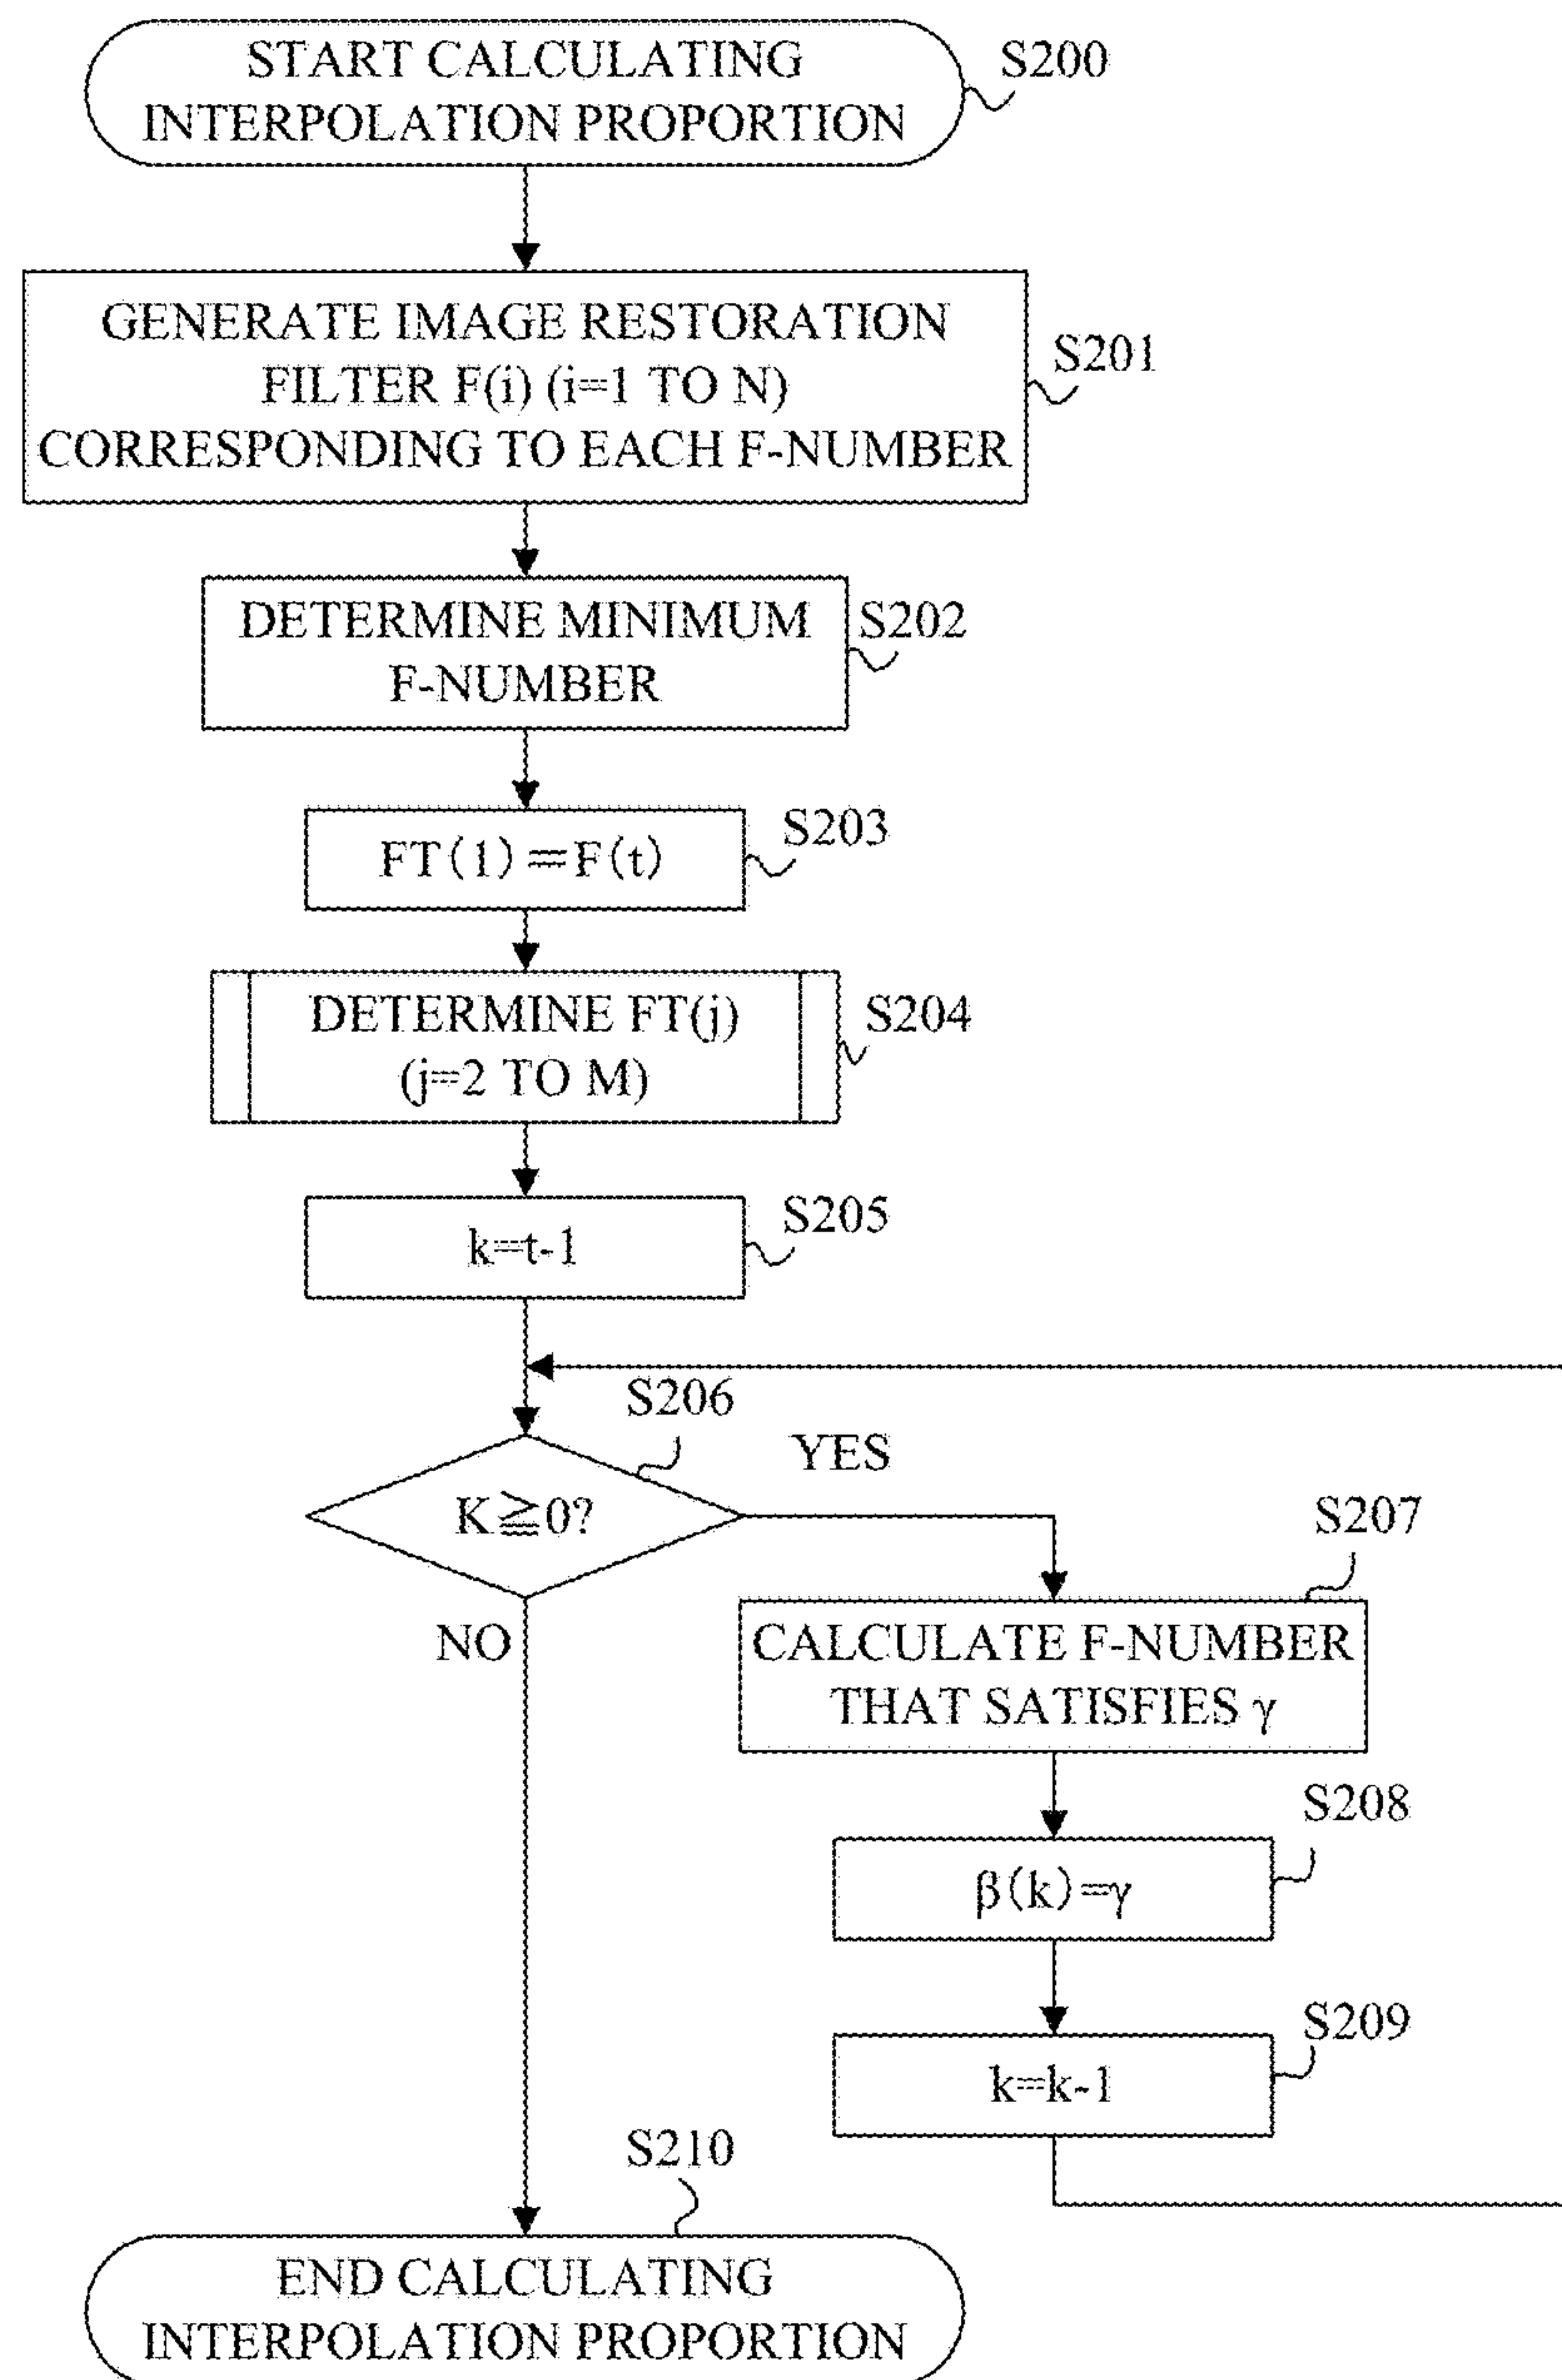 START CALCULATING
INTERPOLATION PROPORTION
S200
GENERATE IMAGE RESTORATION
FILTER F(i) (i=1 TO N)
CORRESPONDING TO EACH F-NUMBER
S201
DETERMINE MINIMUM
F-NUMBER
S202
FT(1)=F(t)
S203
DETERMINE FT(j)
(j=2 TO M)
S204
k=t-1
S205
S206
K≧0?
YES
NO
S207
CALCULATE F-NUMBER
THAT SATISFIES γ
S208
β(k)=γ
S209
k=k-1
S210
END CALCULATING
INTERPOLATION PROPORTION